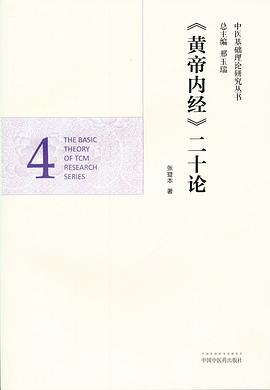 中医基础理论研究丛书
总主编 邢玉瑞
《黄帝内经》二十论
4
THE BASIC
THEORY
OF TCM
RESEARCH
SERIES
张登本 著
中国中医药出版社